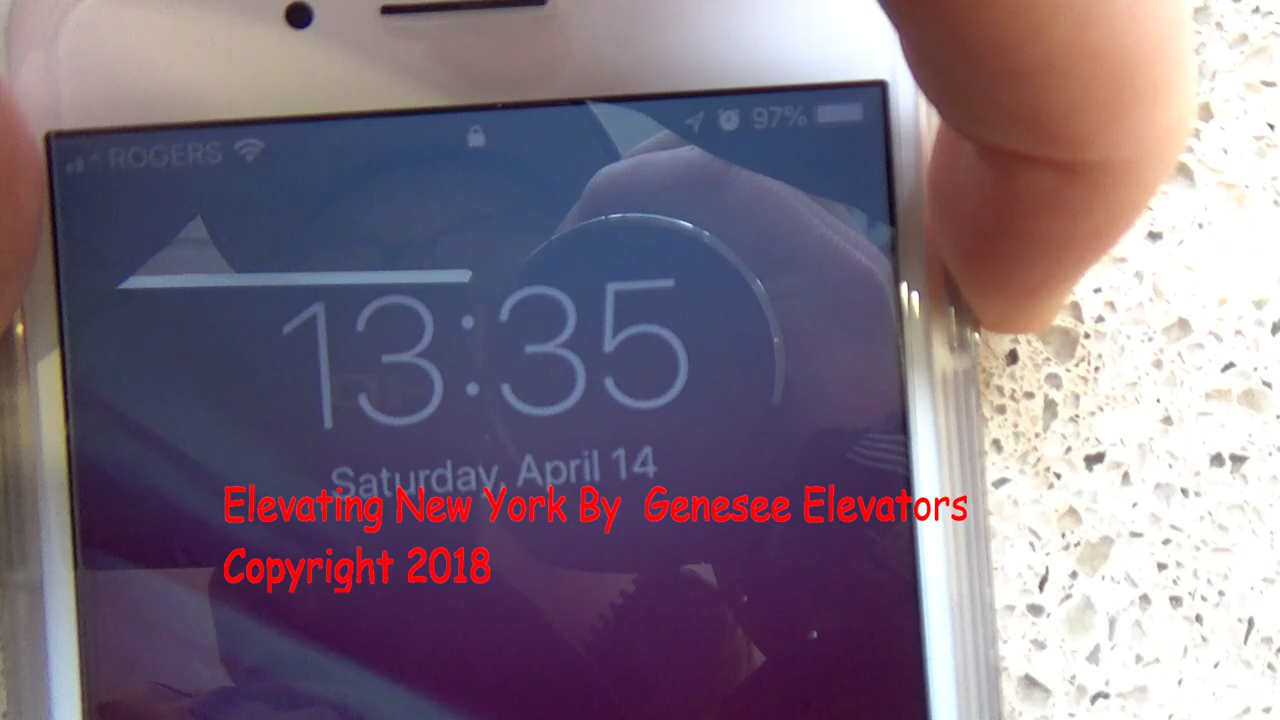 ROGERS 97%
13:35
Saturday, April 14
Elevating New York By  Genesee Elevators
Copyright 2018